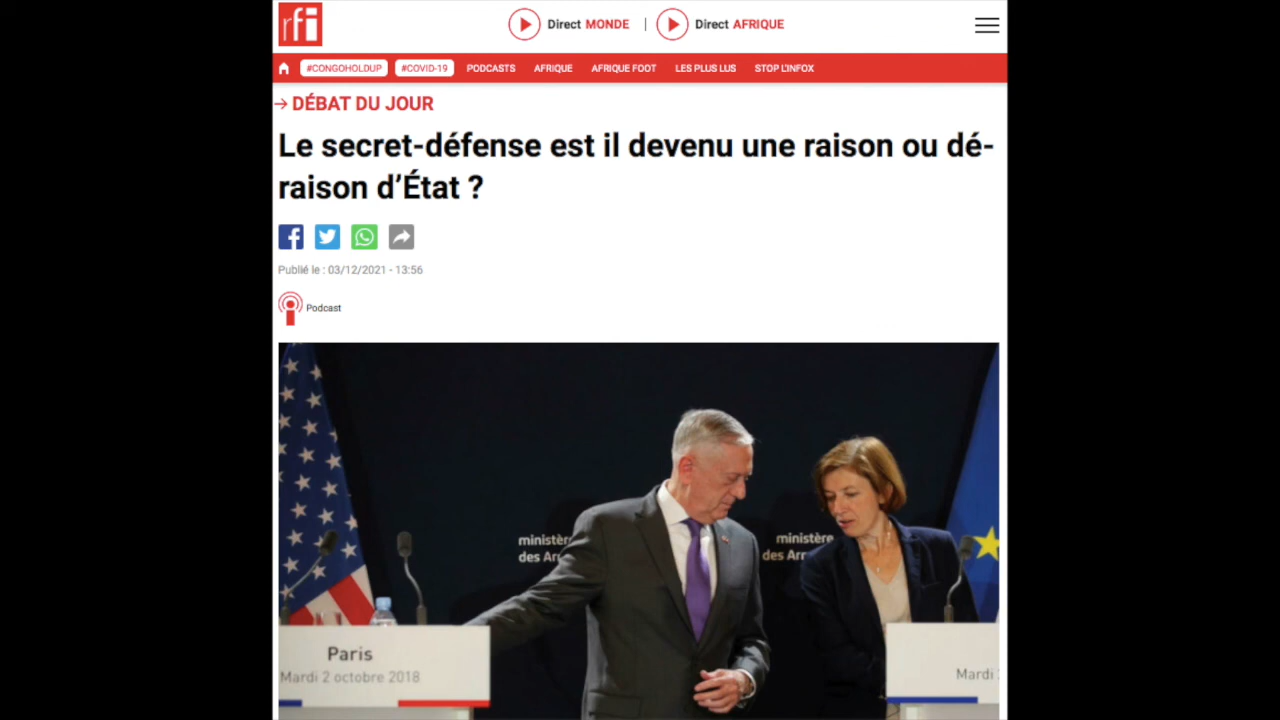 rfi
Direct MONDE | Direct AFRIQUE
#CONGOHOLDUP #COVID-19 PODCASTS AFRIQUE AFRIQUE FOOT LES PLUS LUS STOP L'INFOX
→ DÉBAT DU JOUR
Le secret-défense est il devenu une raison ou dé-
raison d’État ?
Publié le : 03/12/2021 - 13:56
Podcast
ministère
des Ar
ministère
des Ar
Paris
Mardi 2 octobre 2018
Mardi